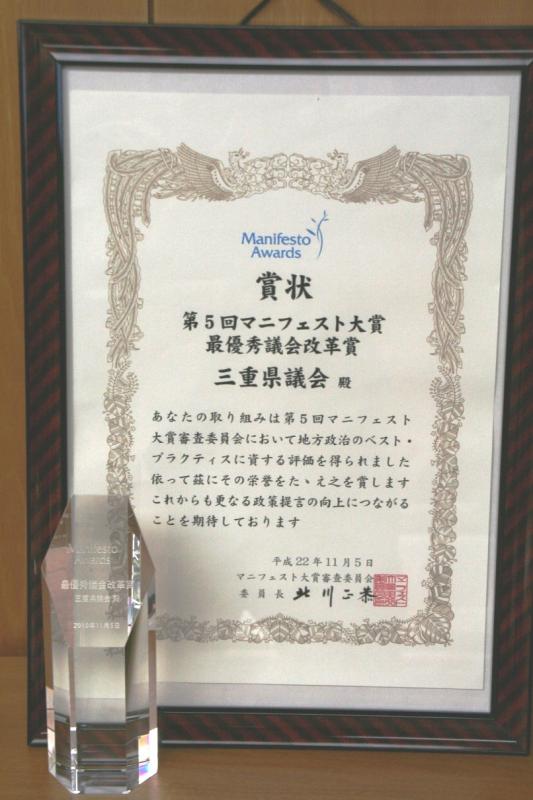 Manifesto
Awards
賞状
第5回マニフェスト大賞
最優秀議会改革賞
三重県議会 殿
あなたの取り組みは第5回マニフェスト
大賞審査委員会において地方政治のベスト・
プラクティスに資する評価を得られました
依って茲にその栄誉をたゝえ之を賞します
これからも更なる政策提言の向上につながる
ことを期待しております
平成22年11月5日
マニフェスト大賞審査委員会
委員長 北川正恭
Manifesto
Awards
最優秀議会改革賞
三重県議会 殿
2010年11月5日